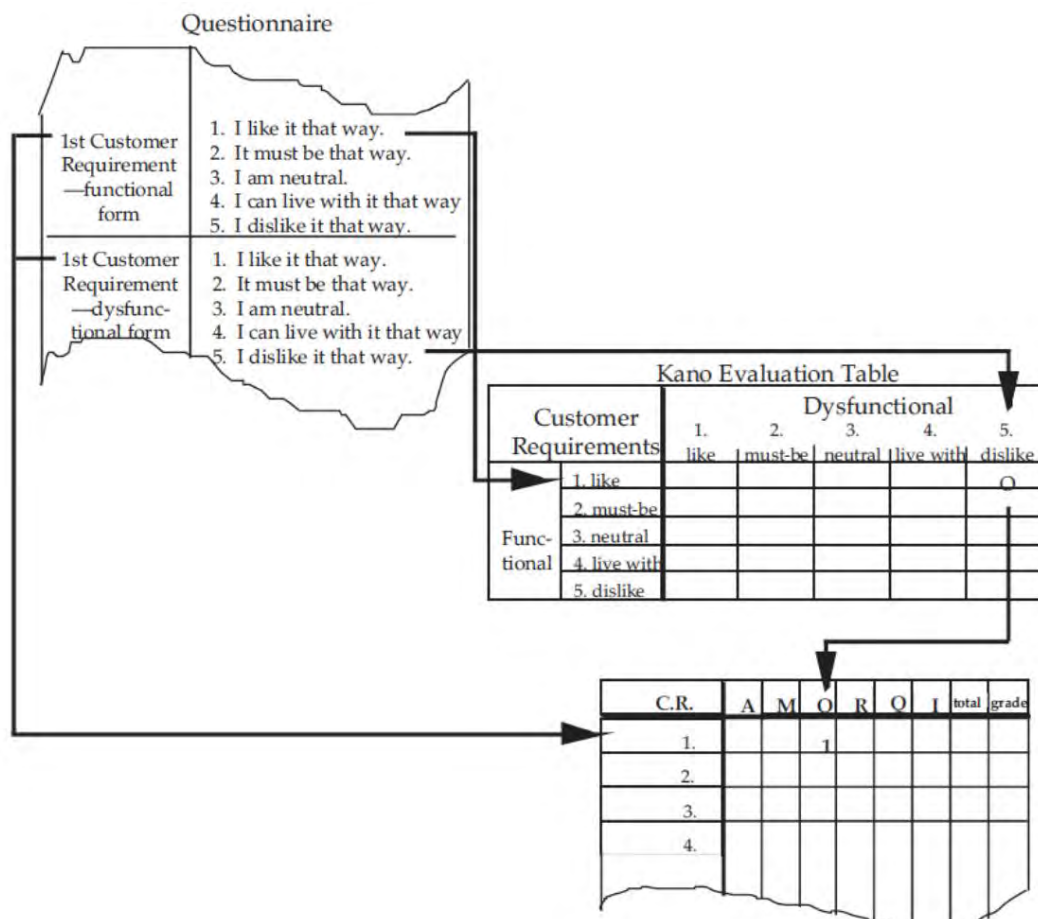 Questionnaire
1st Customer
Requirement
—functional
form
1. I like it that way.
2. It must be that way.
3. I am neutral.
4. I can live with it that way
5. I dislike it that way.
1st Customer
Requirement
—dysfunc-
tional form
1. I like it that way.
2. It must be that way.
3. I am neutral.
4. I can live with it that way
5. I dislike it that way.
Kano Evaluation Table
Customer
Requirements
Dysfunctional
1. 2. 3. 4. 5.
like must-be neutral live with dislike
Func-
tional
1. like O
2. must-be
3. neutral
4. live with
5. dislike
C.R. A M O R Q I total grade
1. 1
2.
3.
4.